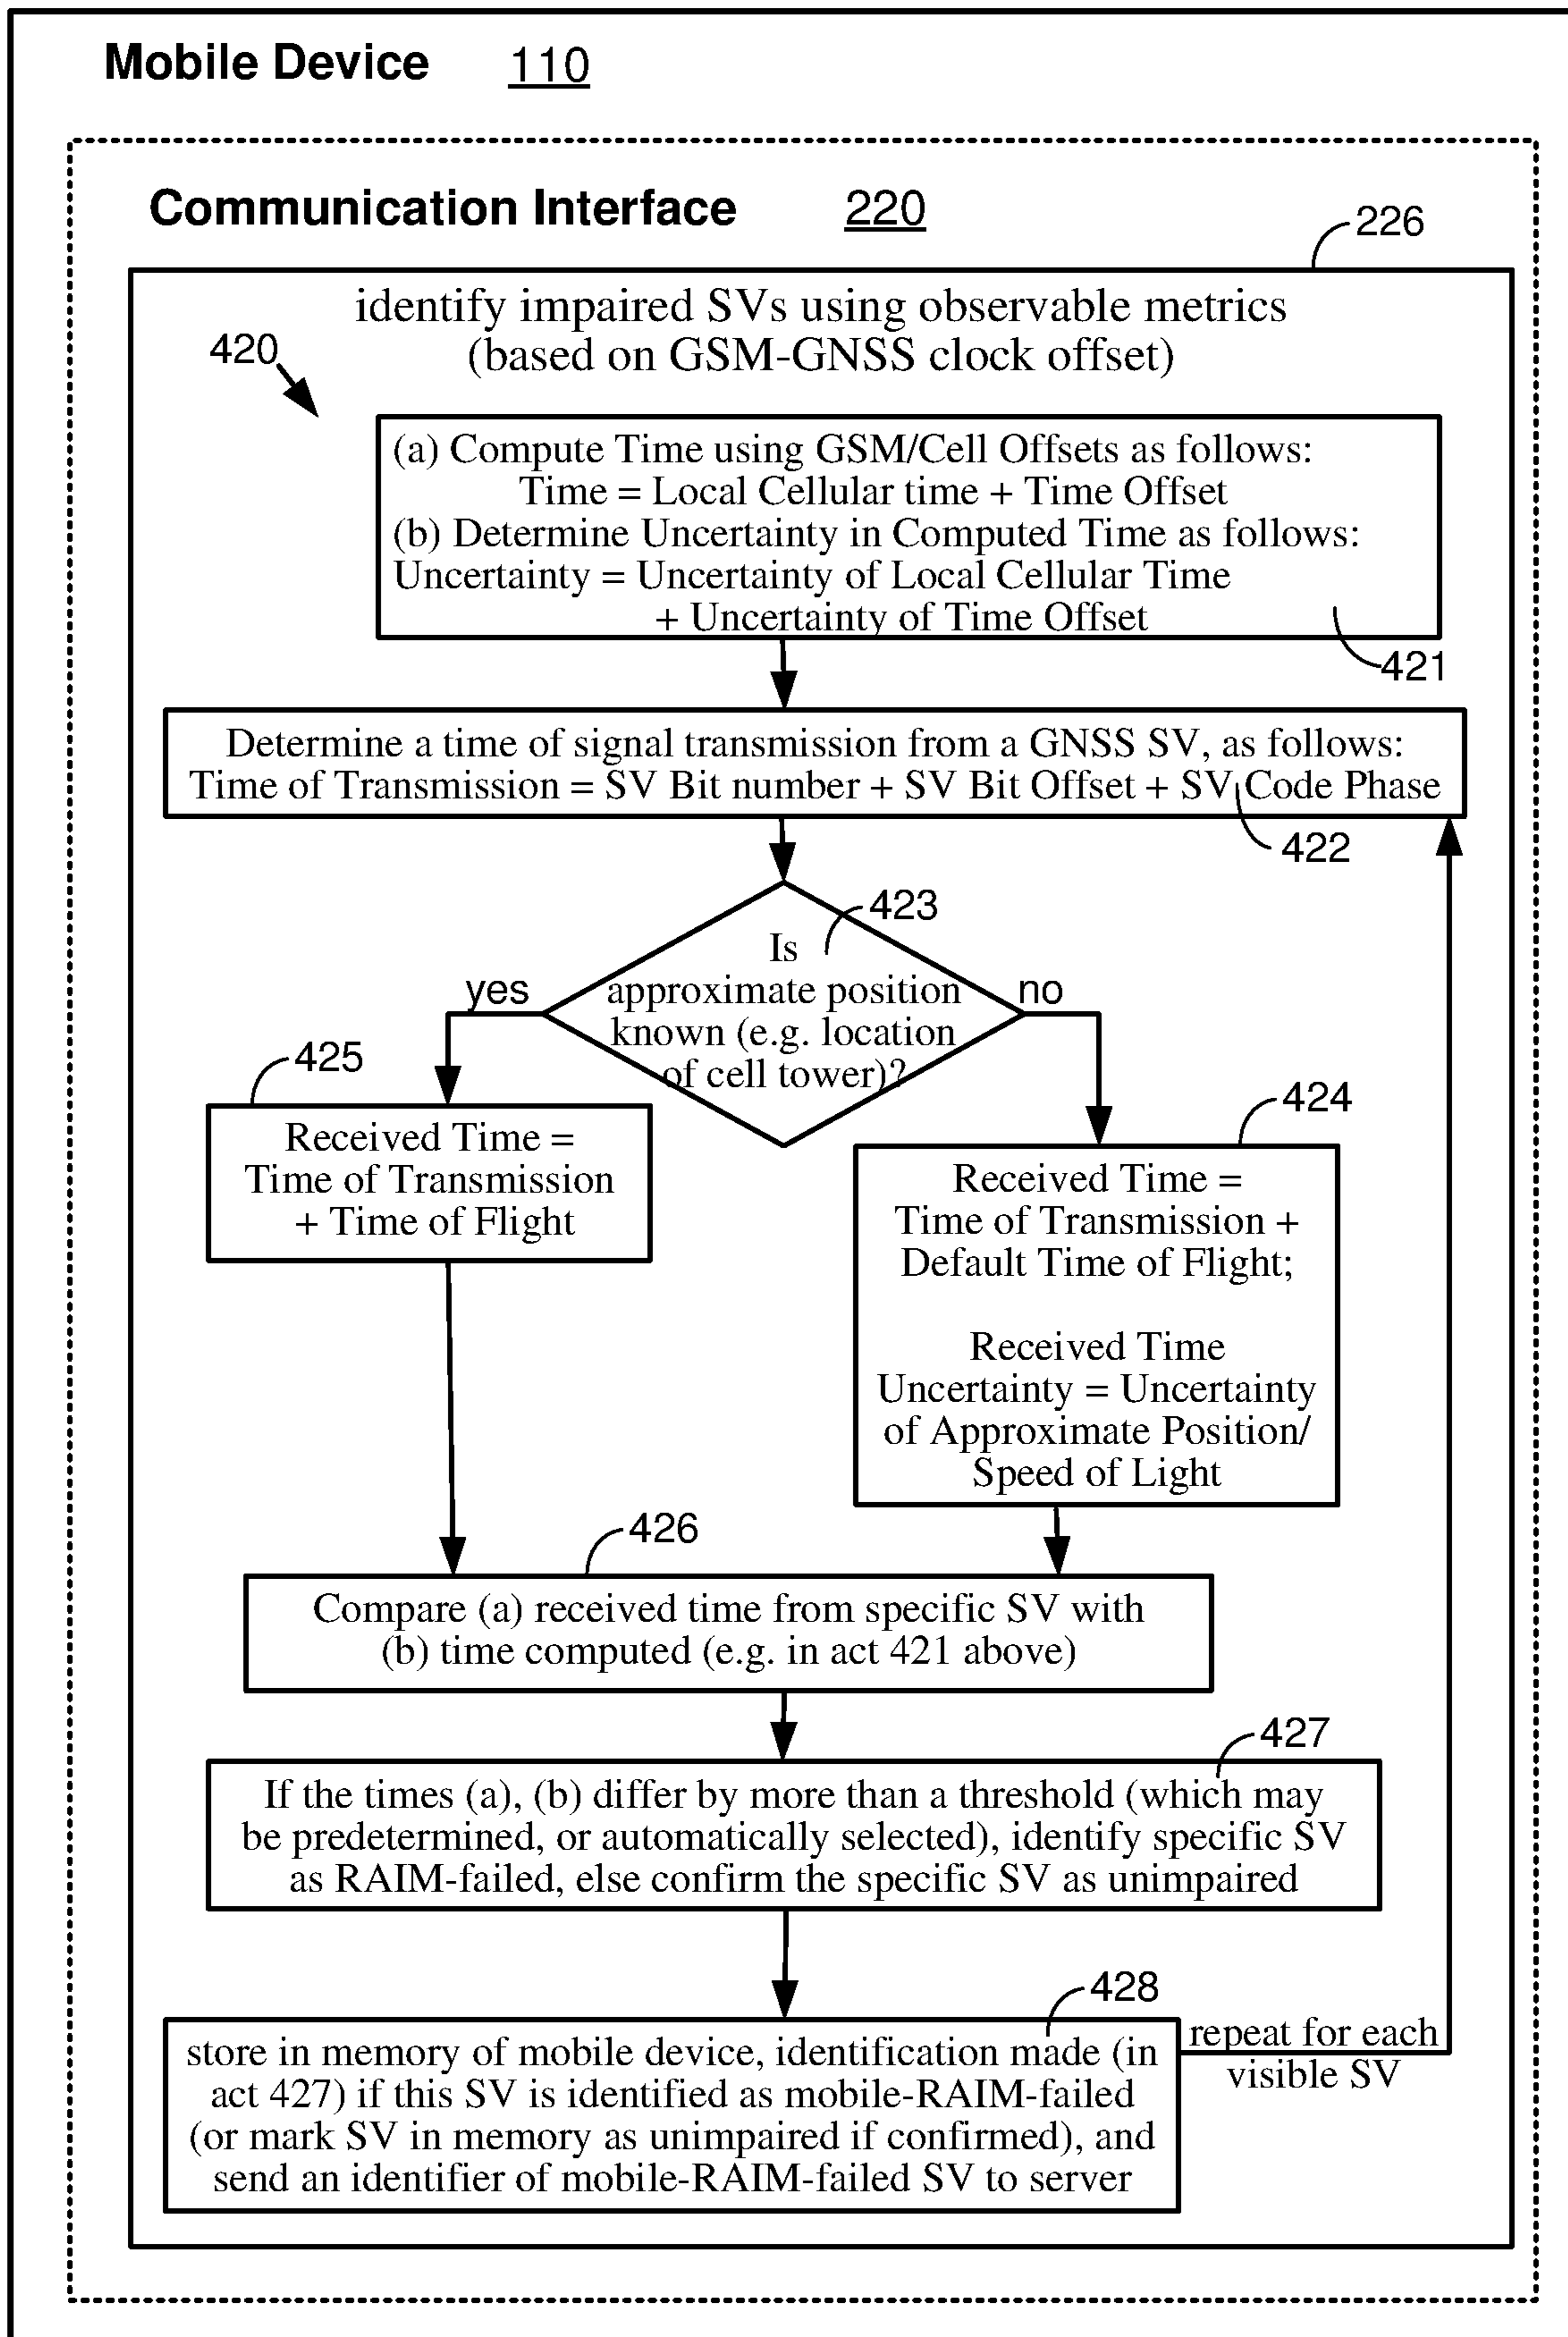 Mobile Device 110
Communication Interface 220
226
identify impaired SVs using observable metrics
(based on GSM-GNSS clock offset)
420
(a) Compute Time using GSM/Cell Offsets as follows:
Time = Local Cellular time + Time Offset
(b) Determine Uncertainty in Computed Time as follows:
Uncertainty = Uncertainty of Local Cellular Time
+ Uncertainty of Time Offset
421
Determine a time of signal transmission from a GNSS SV, as follows:
Time of Transmission = SV Bit number + SV Bit Offset + SV Code Phase
422
423
Is
approximate position
known (e.g. location
of cell tower)?
yes
no
425
Received Time =
Time of Transmission
+ Time of Flight
424
Received Time =
Time of Transmission +
Default Time of Flight;
Received Time
Uncertainty = Uncertainty
of Approximate Position/
Speed of Light
426
Compare (a) received time from specific SV with
(b) time computed (e.g. in act 421 above)
427
If the times (a), (b) differ by more than a threshold (which may
be predetermined, or automatically selected), identify specific SV
as RAIM-failed, else confirm the specific SV as unimpaired
428
store in memory of mobile device, identification made (in
act 427) if this SV is identified as mobile-RAIM-failed
(or mark SV in memory as unimpaired if confirmed), and
send an identifier of mobile-RAIM-failed SV to server
repeat for each
visible SV